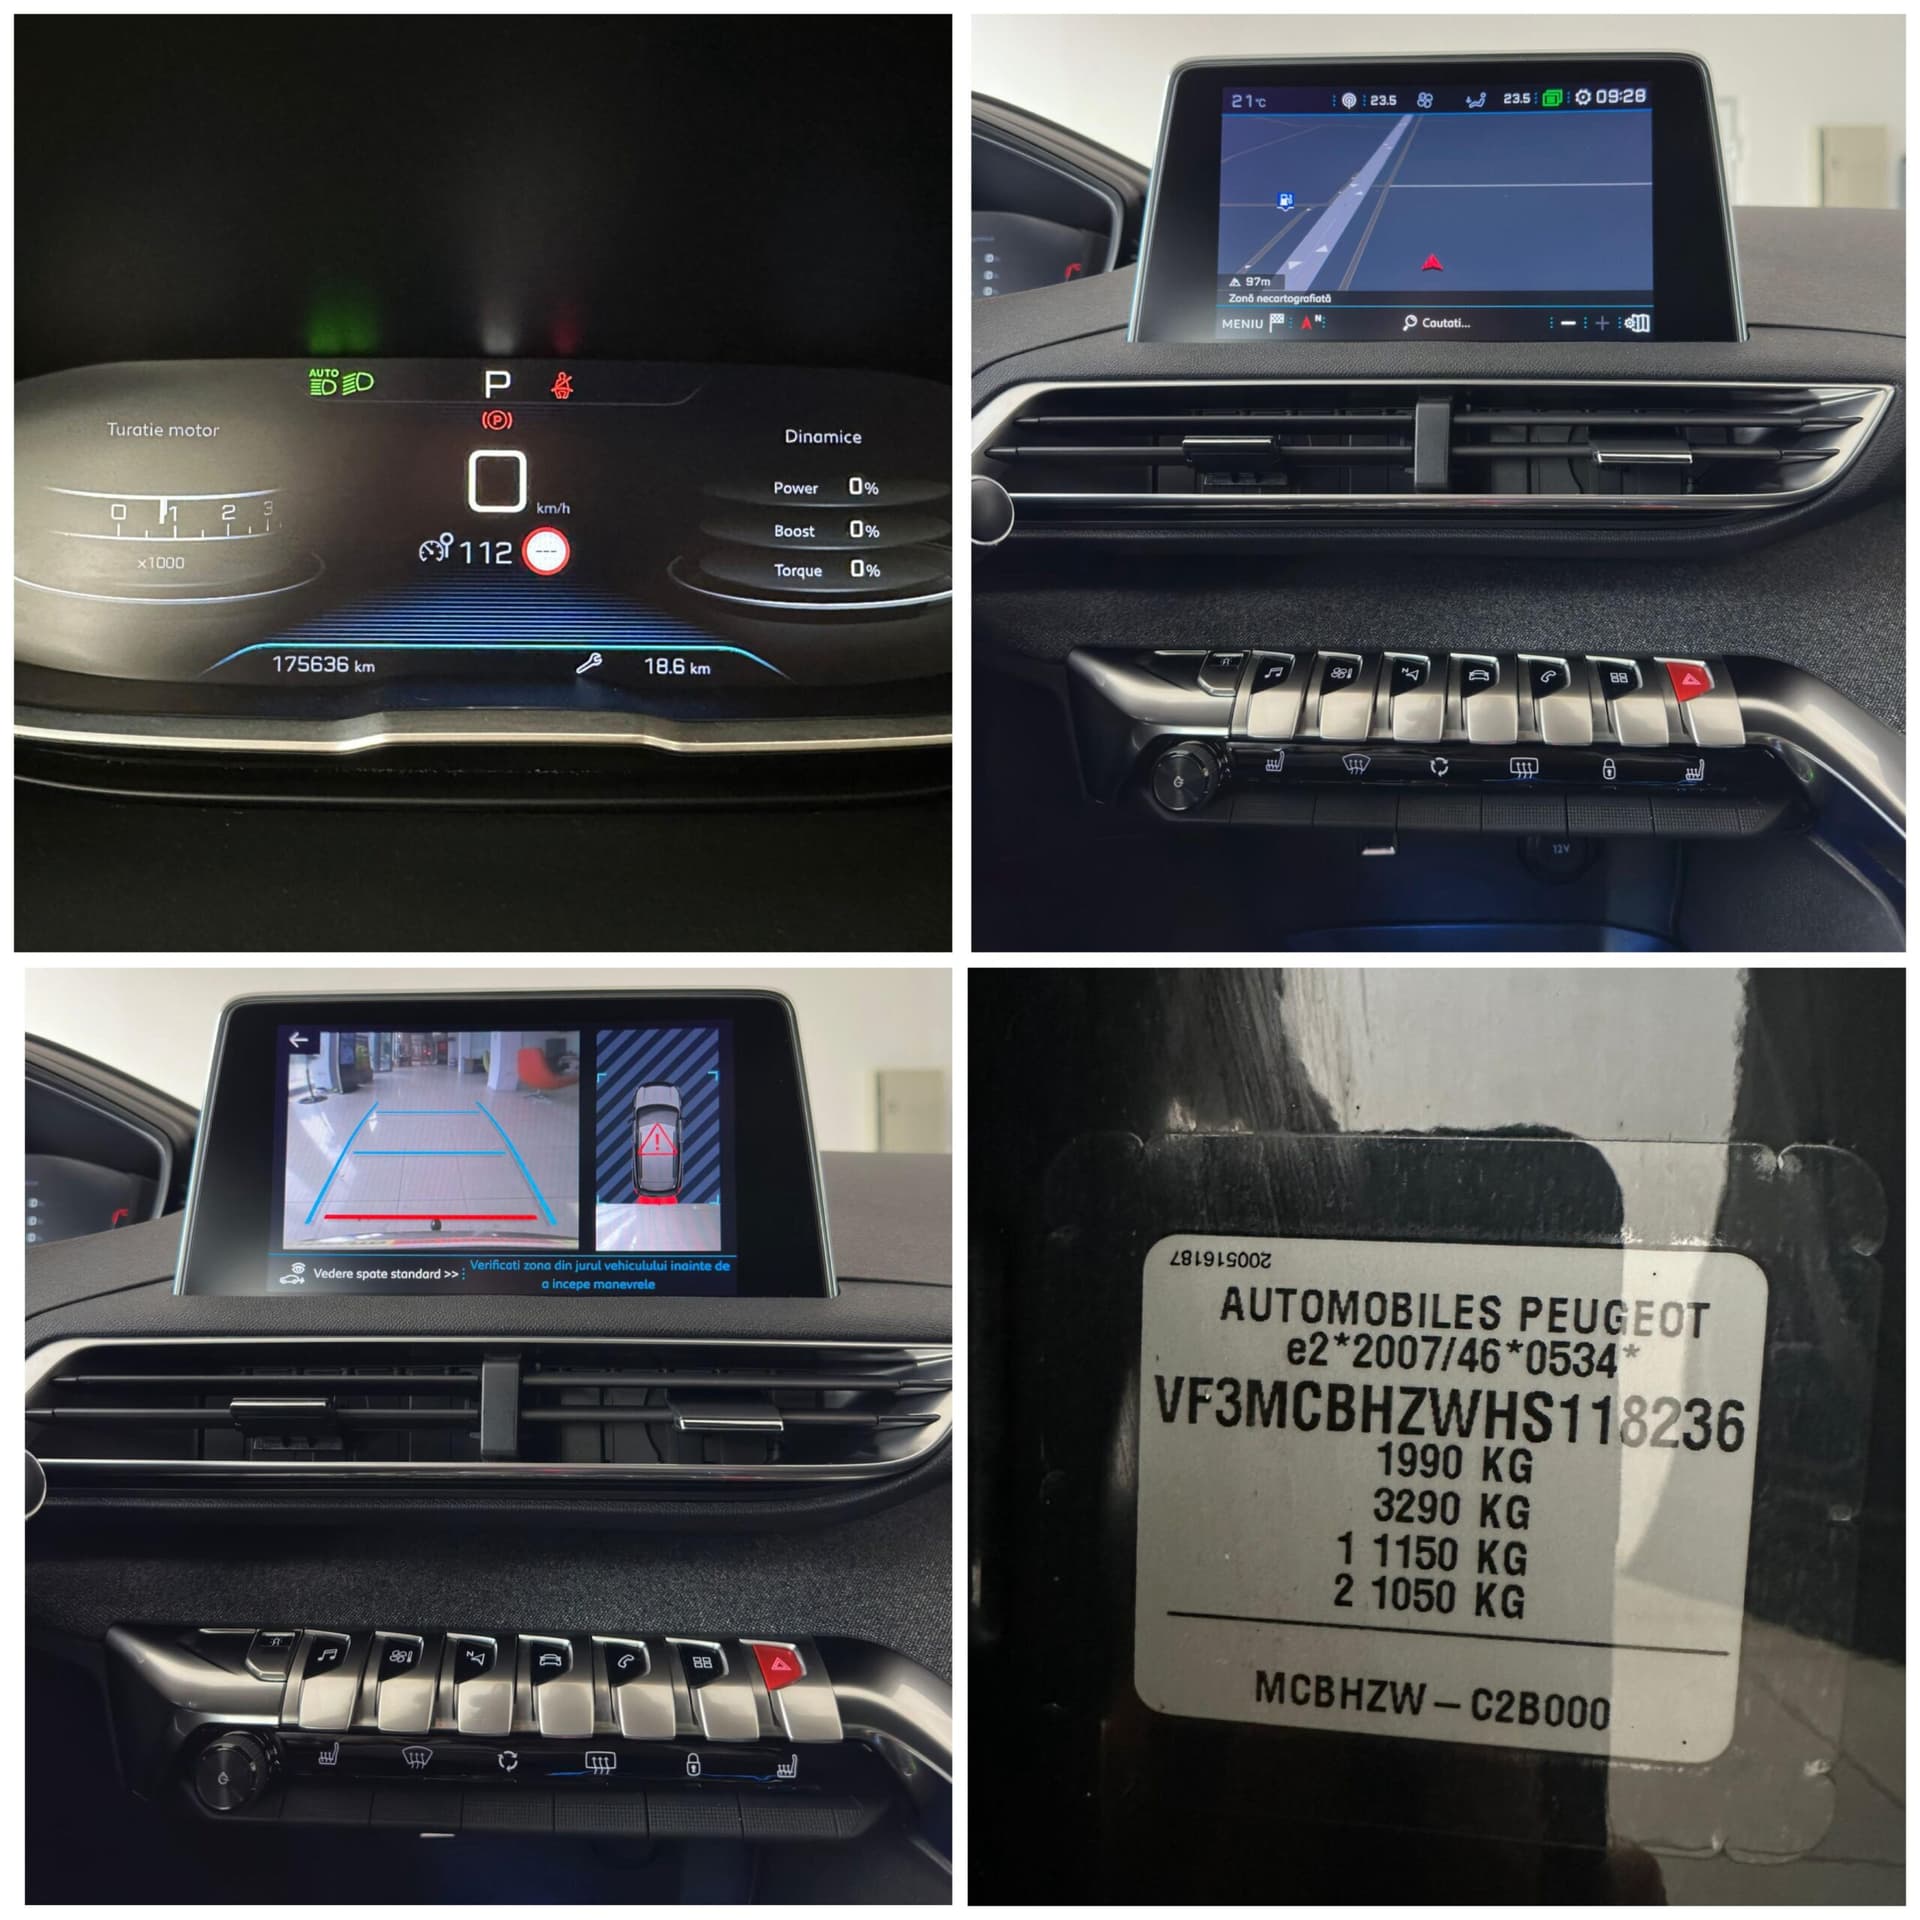 AUTO
P
(P)
Turatie motor
0 1 2 3
x1000
0
km/h
112 ---
Dinamice
Power 0%
Boost 0%
Torque 0%
175636 km
18.6 km
21°C
23.5
23.5
09:28
97m
Zonă necartografiată
MENIU
N
Cautati...
N
12V
Vedere spate standard >>
Verificati zona din jurul vehiculului inainte de
a incepe manevrele
N
200516187
AUTOMOBILES PEUGEOT
e2*2007/46*0534*
VF3MCBHZWHS118236
1990 KG
3290 KG
1 1150 KG
2 1050 KG
MCBHZW – C2B000